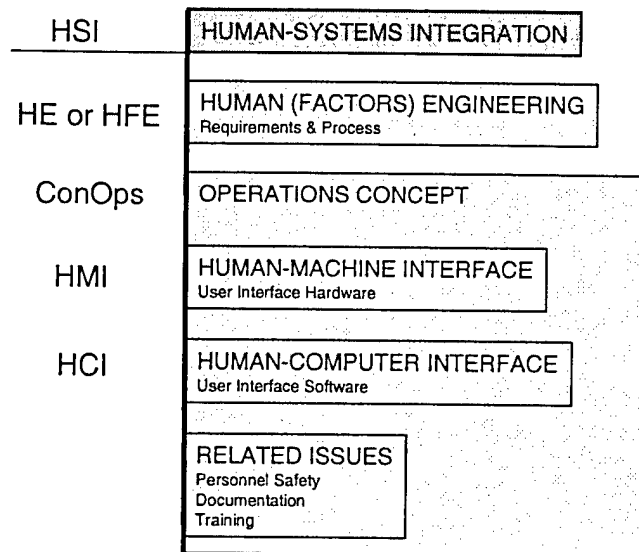 HSI HUMAN-SYSTEMS INTEGRATION
HE or HFE HUMAN (FACTORS) ENGINEERING
Requirements & Process
ConOps OPERATIONS CONCEPT
HMI HUMAN-MACHINE INTERFACE
User Interface Hardware
HCI HUMAN-COMPUTER INTERFACE
User Interface Software
RELATED ISSUES
Personnel Safety
Documentation
Training